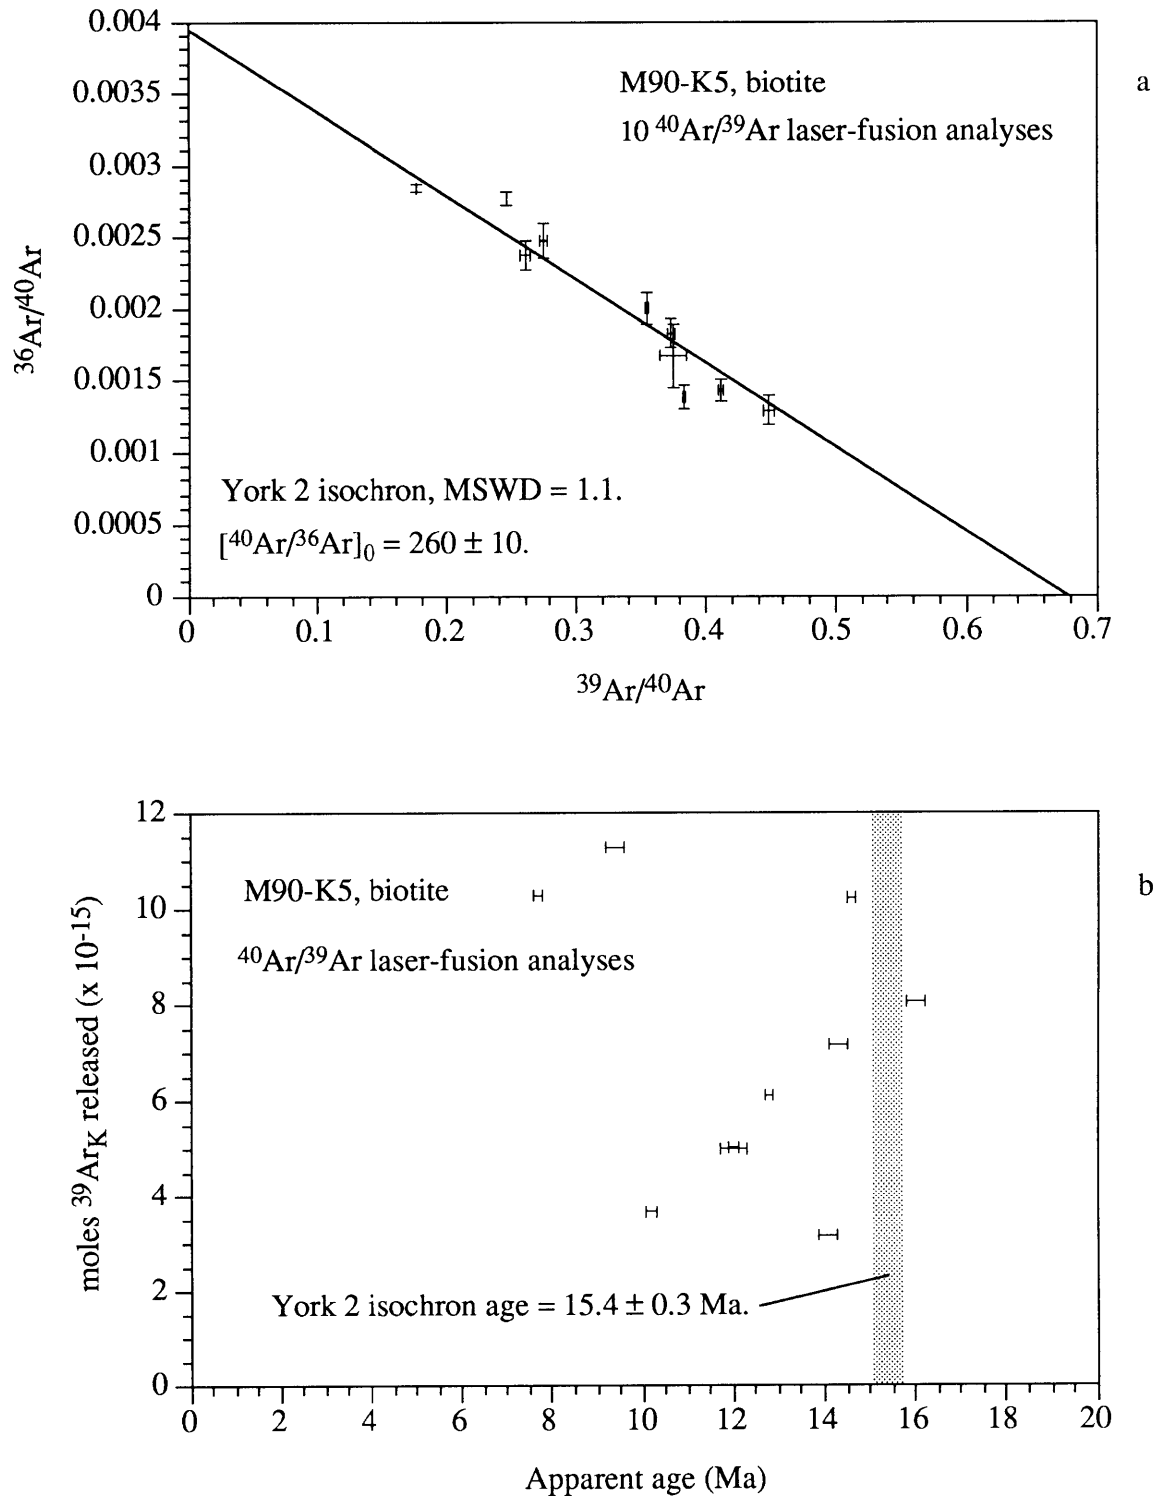 0.004
0.0035
0.003
0.0025
0.002
0.0015
0.001
0.0005
0
³⁶Ar/⁴⁰Ar
M90-K5, biotite
10 ⁴⁰Ar/³⁹Ar laser-fusion analyses
a
York 2 isochron, MSWD = 1.1.
[⁴⁰Ar/³⁶Ar]₀ = 260 ± 10.
0 0.1 0.2 0.3 0.4 0.5 0.6 0.7
³⁹Ar/⁴⁰Ar
12
10
8
6
4
2
0
moles ³⁹Ar_K released (x 10⁻¹⁵)
M90-K5, biotite
b
⁴⁰Ar/³⁹Ar laser-fusion analyses
York 2 isochron age = 15.4 ± 0.3 Ma.
0 2 4 6 8 10 12 14 16 18 20
Apparent age (Ma)